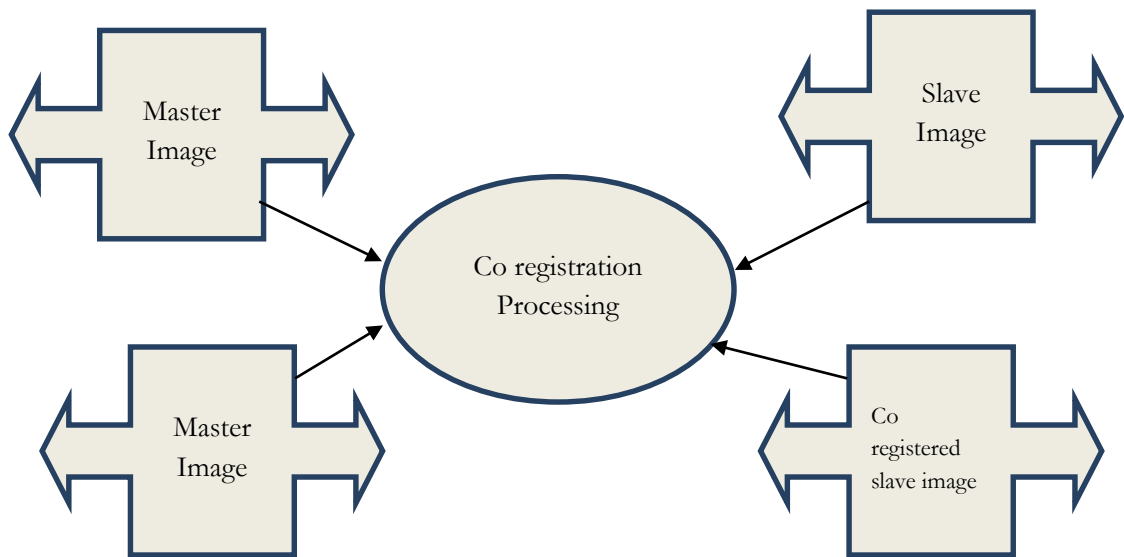 Master
Image
Slave
Image
Co registration
Processing
Master
Image
Co
registered
slave image